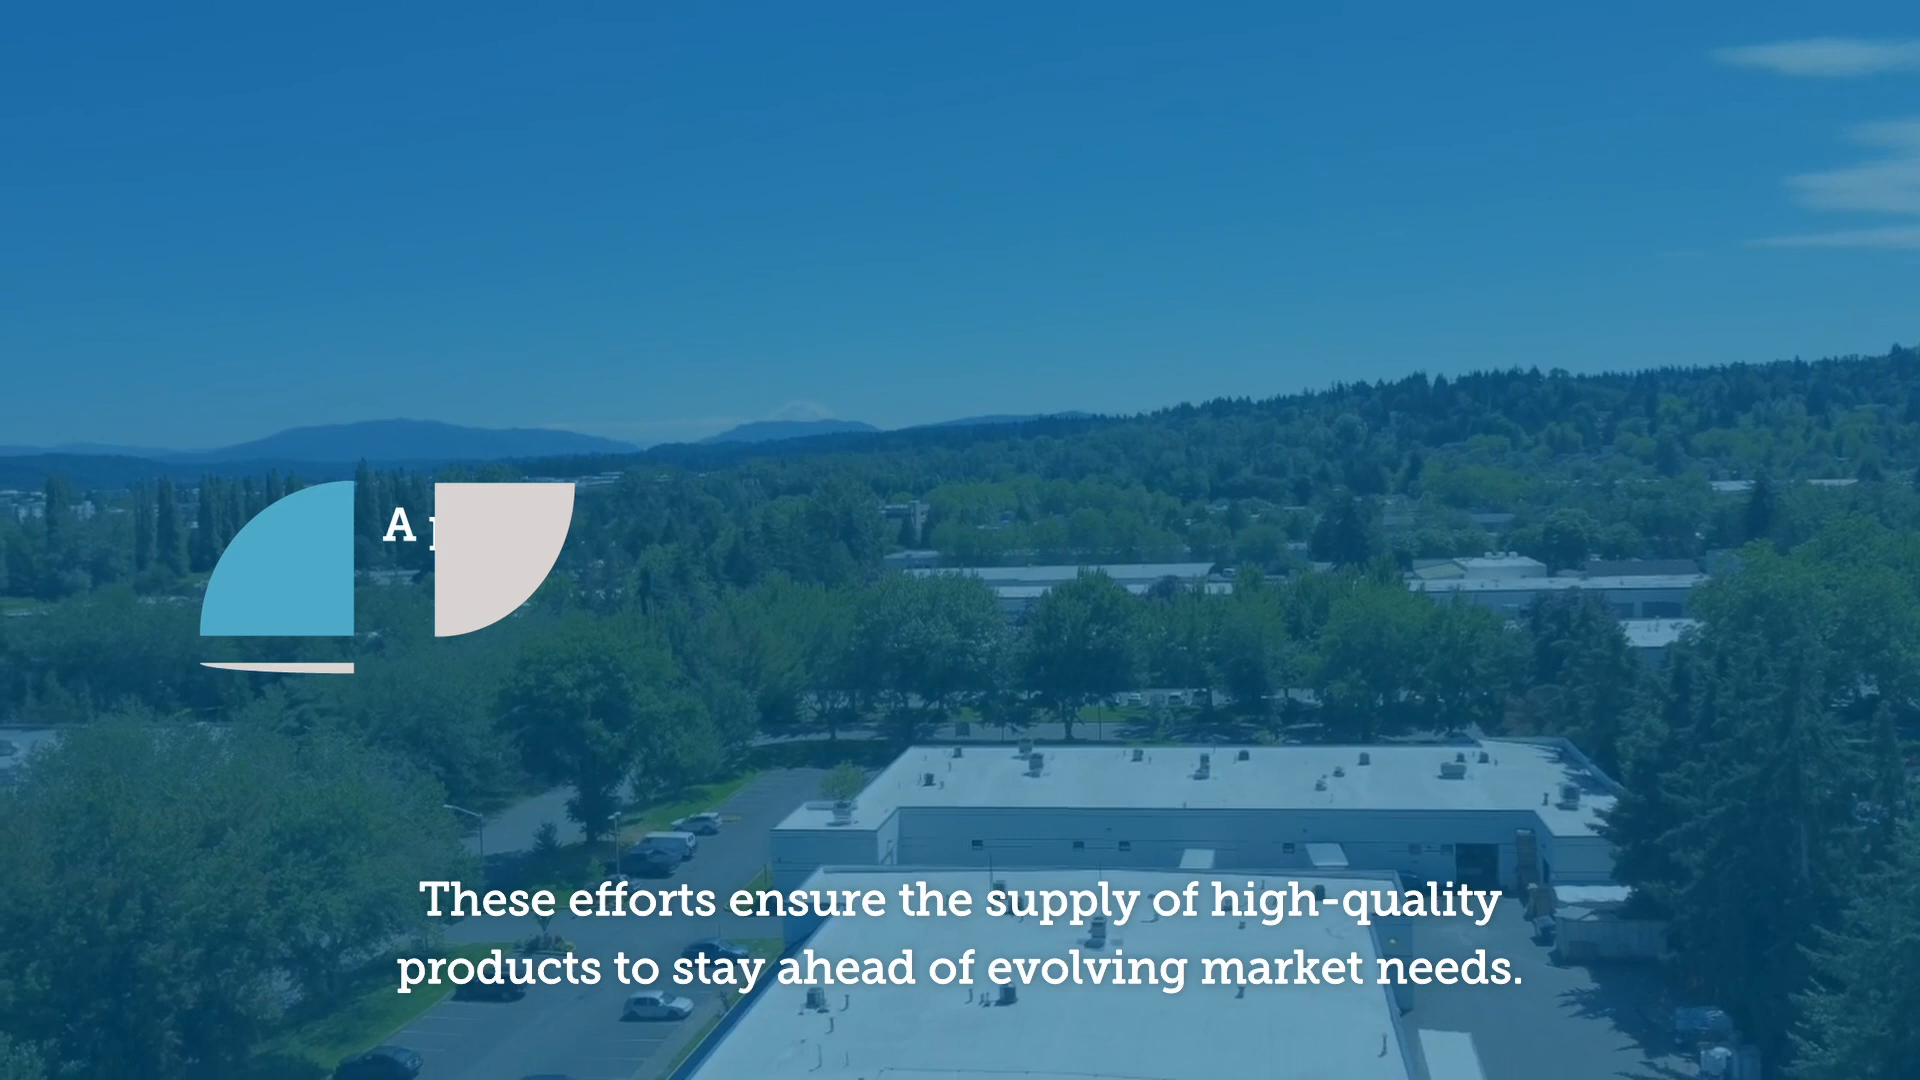 A
These efforts ensure the supply of high-quality
products to stay ahead of evolving market needs.